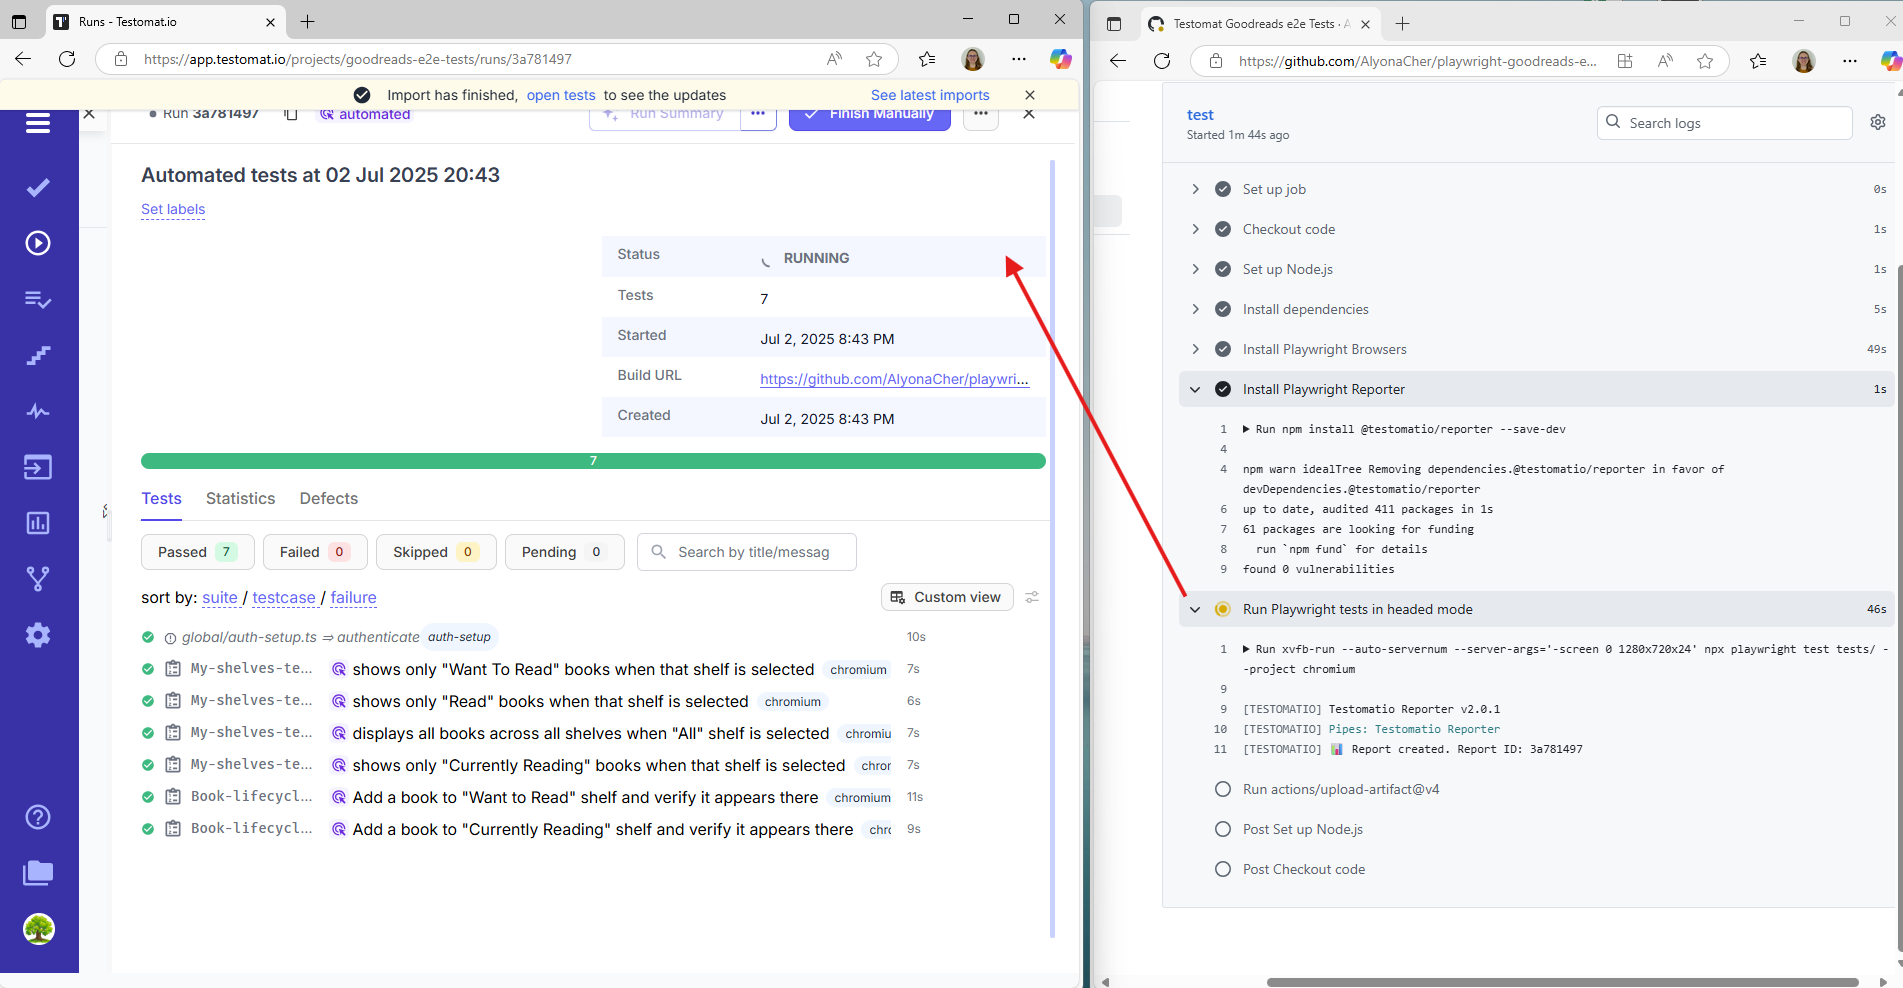 Runs - Testomat.io
https://app.testomat.io/projects/goodreads-e2e-tests/runs/3a781497
Import has finished, open tests to see the updates
See latest imports
Run 3a781497
automated
Run Summary
Finish Manually
Automated tests at 02 Jul 2025 20:43
Set labels
Status RUNNING
Tests 7
Started Jul 2, 2025 8:43 PM
Build URL https://github.com/AlyonaCher/playwri...
Created Jul 2, 2025 8:43 PM
7
Tests Statistics Defects
Passed 7 Failed 0 Skipped 0 Pending 0 Search by title/messag
sort by: suite / testcase / failure
Custom view
global/auth-setup.ts ⇒ authenticate auth-setup 10s
My-shelves-te... shows only "Want To Read" books when that shelf is selected chromium 7s
My-shelves-te... shows only "Read" books when that shelf is selected chromium 6s
My-shelves-te... displays all books across all shelves when "All" shelf is selected chromiu 7s
My-shelves-te... shows only "Currently Reading" books when that shelf is selected chror 7s
Book-lifecycl... Add a book to "Want to Read" shelf and verify it appears there chromium 11s
Book-lifecycl... Add a book to "Currently Reading" shelf and verify it appears there chrc 9s
Testomat Goodreads e2e Tests · A
https://github.com/AlyonaCher/playwright-goodreads-e...
test
Started 1m 44s ago
Search logs
Set up job 0s
Checkout code 1s
Set up Node.js 1s
Install dependencies 5s
Install Playwright Browsers 49s
Install Playwright Reporter 1s
1 ▶ Run npm install @testomatio/reporter --save-dev
4
4 npm warn idealTree Removing dependencies.@testomatio/reporter in favor of
devDependencies.@testomatio/reporter
6 up to date, audited 411 packages in 1s
7 61 packages are looking for funding
8 run `npm fund` for details
9 found 0 vulnerabilities
Run Playwright tests in headed mode 46s
1 ▶ Run xvfb-run --auto-servernum --server-args='-screen 0 1280x720x24' npx playwright test tests/ -
-project chromium
9
9 [TESTOMATIO] Testomatio Reporter v2.0.1
10 [TESTOMATIO] Pipes: Testomatio Reporter
11 [TESTOMATIO] 📊 Report created. Report ID: 3a781497
Run actions/upload-artifact@v4
Post Set up Node.js
Post Checkout code